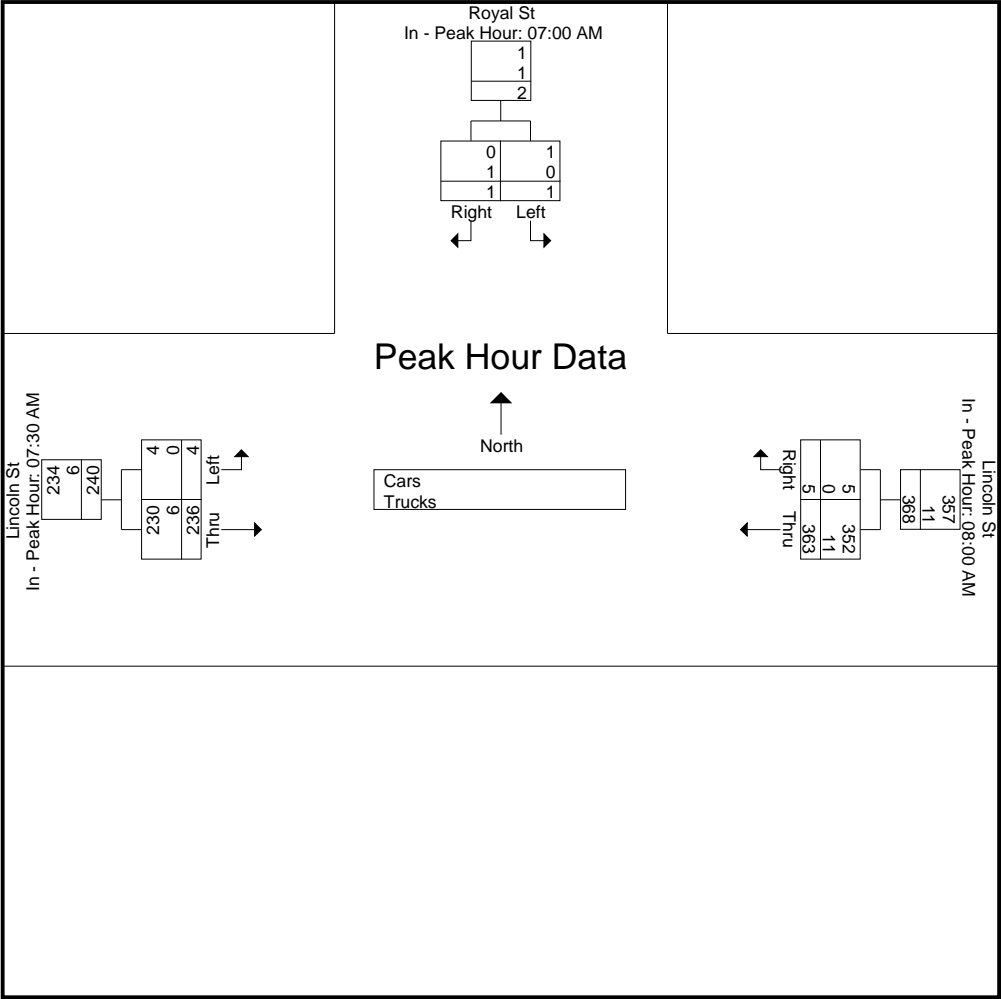 Royal St
In - Peak Hour: 07:00 AM
1
1
2
0 1
1 0
1 1
Right Left
Peak Hour Data
North
Cars
Trucks
Lincoln St
In - Peak Hour: 07:30 AM
234
6
240
4 0 4
Left
230 6 236
Thru
Lincoln St
In - Peak Hour: 08:00 AM
357
11
368
5 0 5
Right
352 11 363
Thru